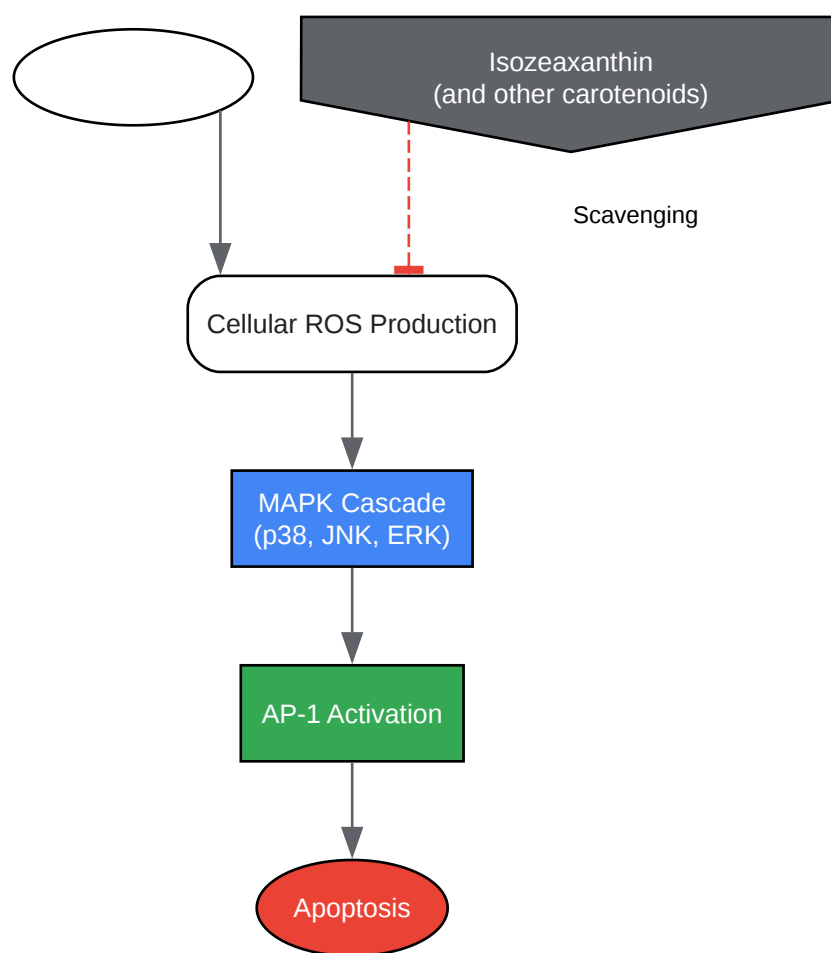 Isozeaxanthin
(and other carotenoids)
Scavenging
Cellular ROS Production
MAPK Cascade
(p38, JNK, ERK)
AP-1 Activation
Apoptosis